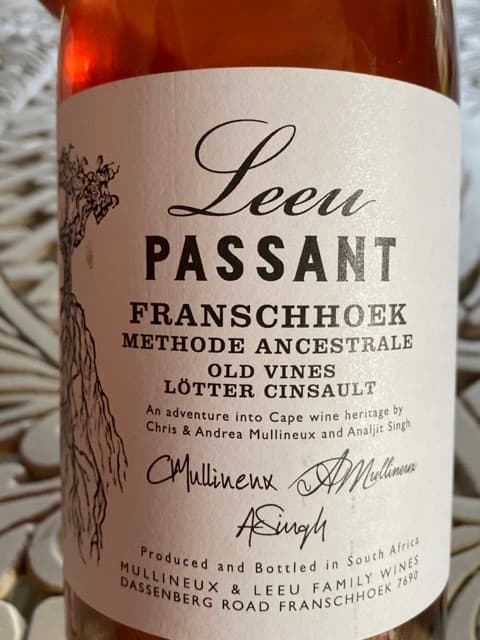 Leeu
PASSANT
FRANSCHHOEK
METHODE ANCESTRALE
OLD VINES
LÖTTER CINSAULT
An adventure into Cape wine heritage by
Chris & Andrea Mullineux and Analjit Singh
CMullineux AMullineux
ASingh
Produced and Bottled in South Africa
MULLINEUX & LEEU FAMILY WINES
DASSENBERG ROAD FRANSCHHOEK 7690